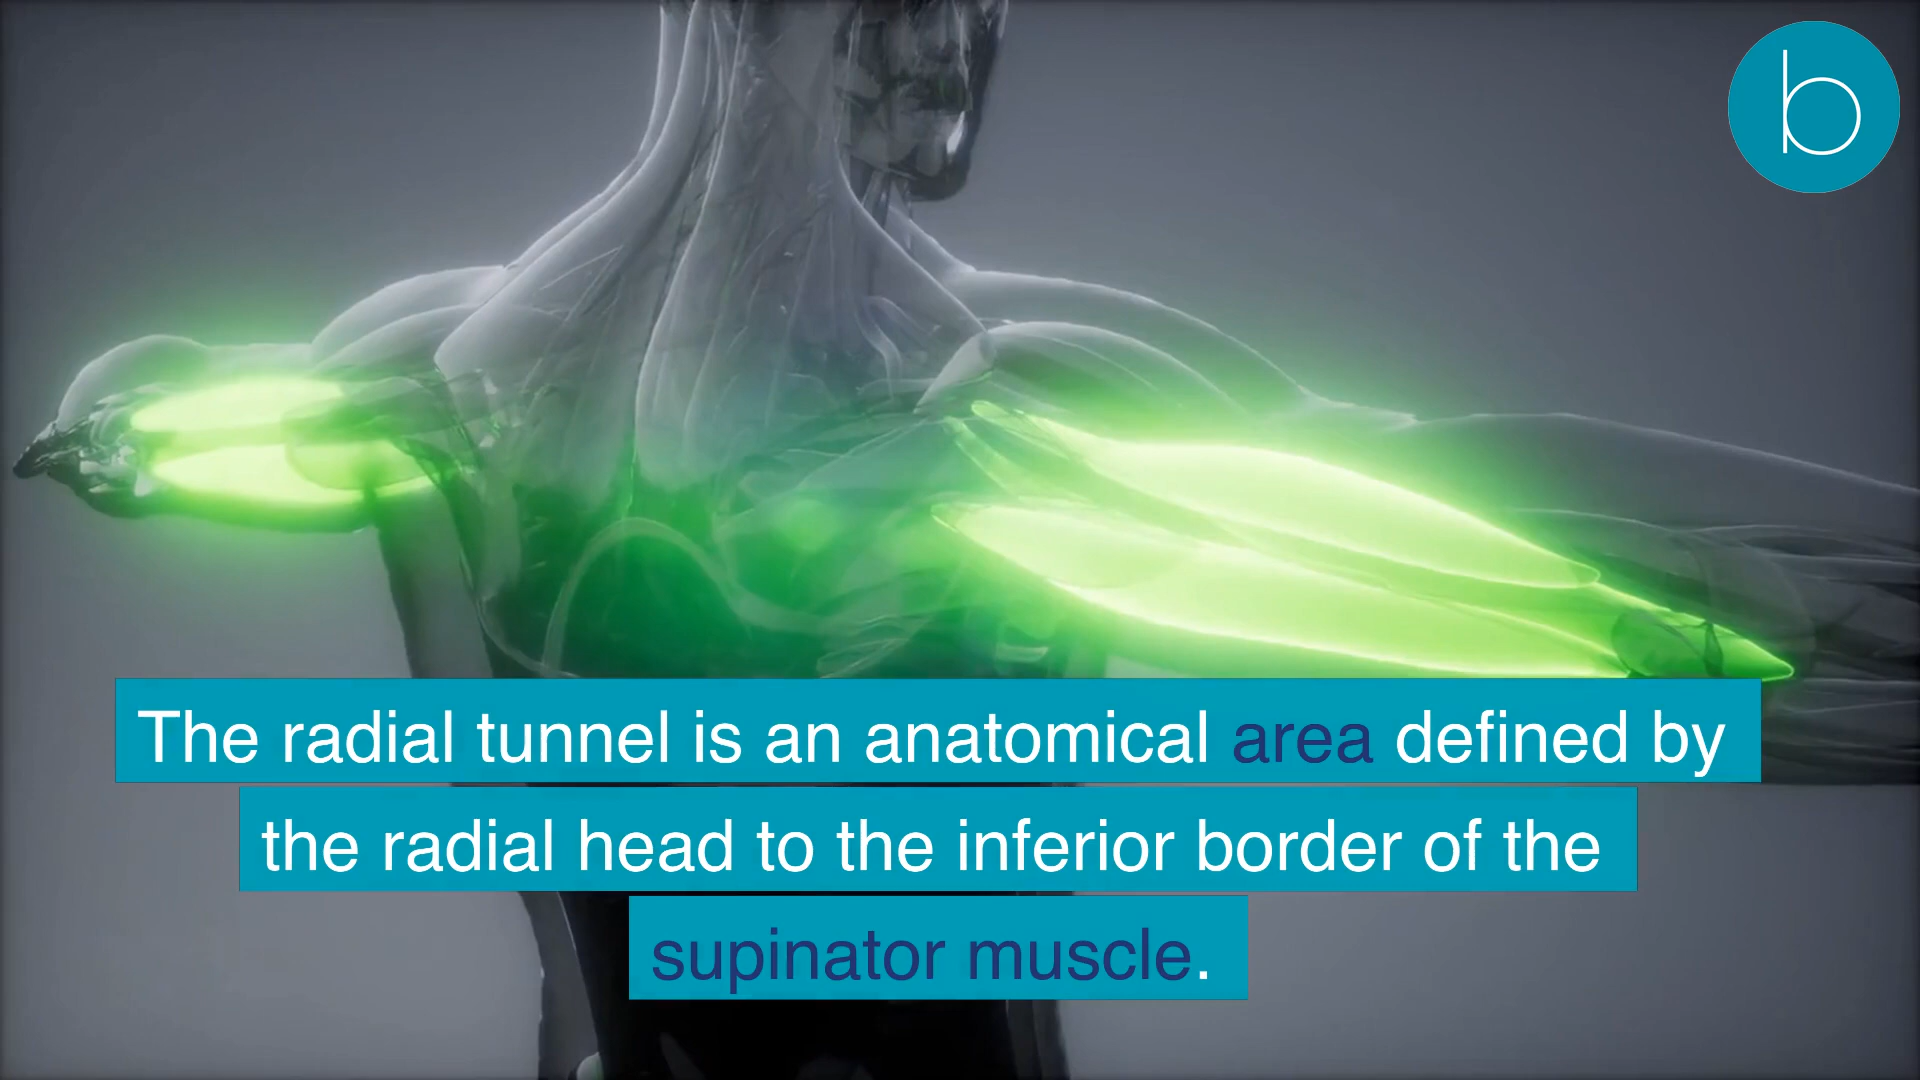 b
The radial tunnel is an anatomical area defined by
the radial head to the inferior border of the
supinator muscle.